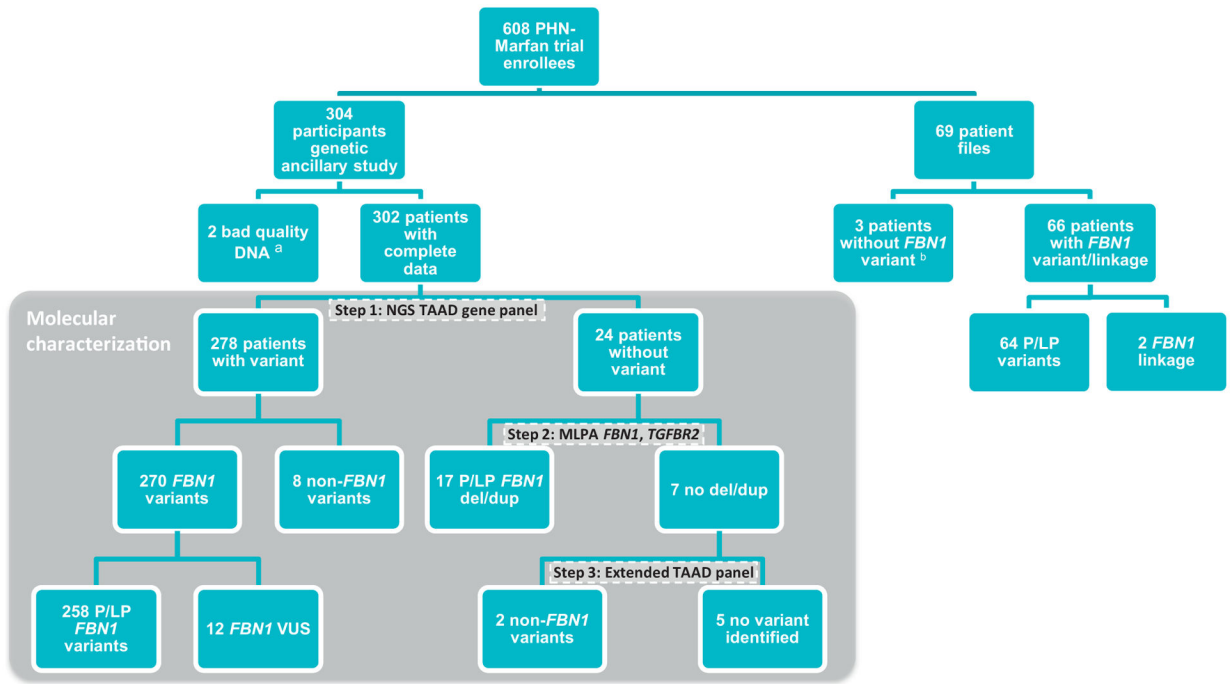 608 PHN-
Marfan trial
enrollees
304
participants
genetic
ancillary study
69 patient
files
2 bad quality
DNA a
302 patients
with
complete
data
3 patients
without FBN1
variant b
66 patients
with FBN1
variant/linkage
Molecular
characterization
Step 1: NGS TAAD gene panel
278 patients
with variant
24 patients
without
variant
64 P/LP
variants
2 FBN1
linkage
Step 2: MLPA FBN1, TGFBR2
270 FBN1
variants
8 non-FBN1
variants
17 P/LP FBN1
del/dup
7 no del/dup
Step 3: Extended TAAD panel
258 P/LP
FBN1
variants
12 FBN1 VUS
2 non-FBN1
variants
5 no variant
identified